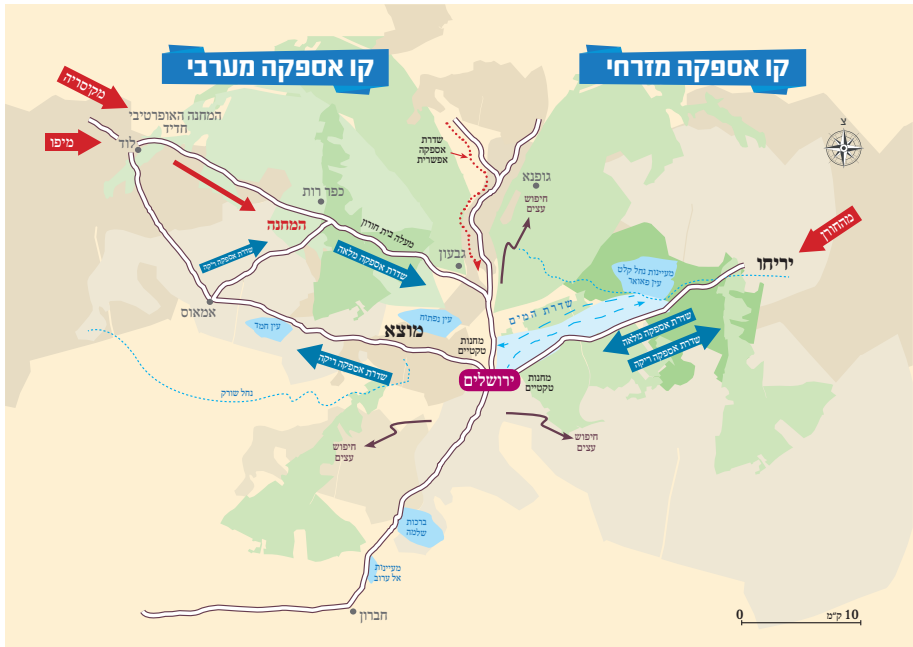 קו אספקה מזרחי
קו אספקה מערבי
מקיסריה
המחנה האופרטיבי
חדיד
מיפו
לוד
שדרת
אספקה
אפשרית
צ
גופנא
חיפוש
עצים
כפר רות
המחנה
מעלה בית חורון
גבעון
מהחורן
יריחו
שדרת אספקה ריקה
שדרת אספקה מלאה
מעיינות נחל קלט
עין פאואר
שדרת המים
אמאוס
עין חמד
עין נפתוח
מוצא
מחנות
טקטיים
שדרת אספקה מלאה
שדרת אספקה ריקה
שדרת אספקה ריקה
ירושלים
מחנות
טקטיים
נחל שורק
חיפוש
עצים
חיפוש
עצים
ברכות
שלמה
מעיינות
אל ערוב
חברון
0
10 ק"מ